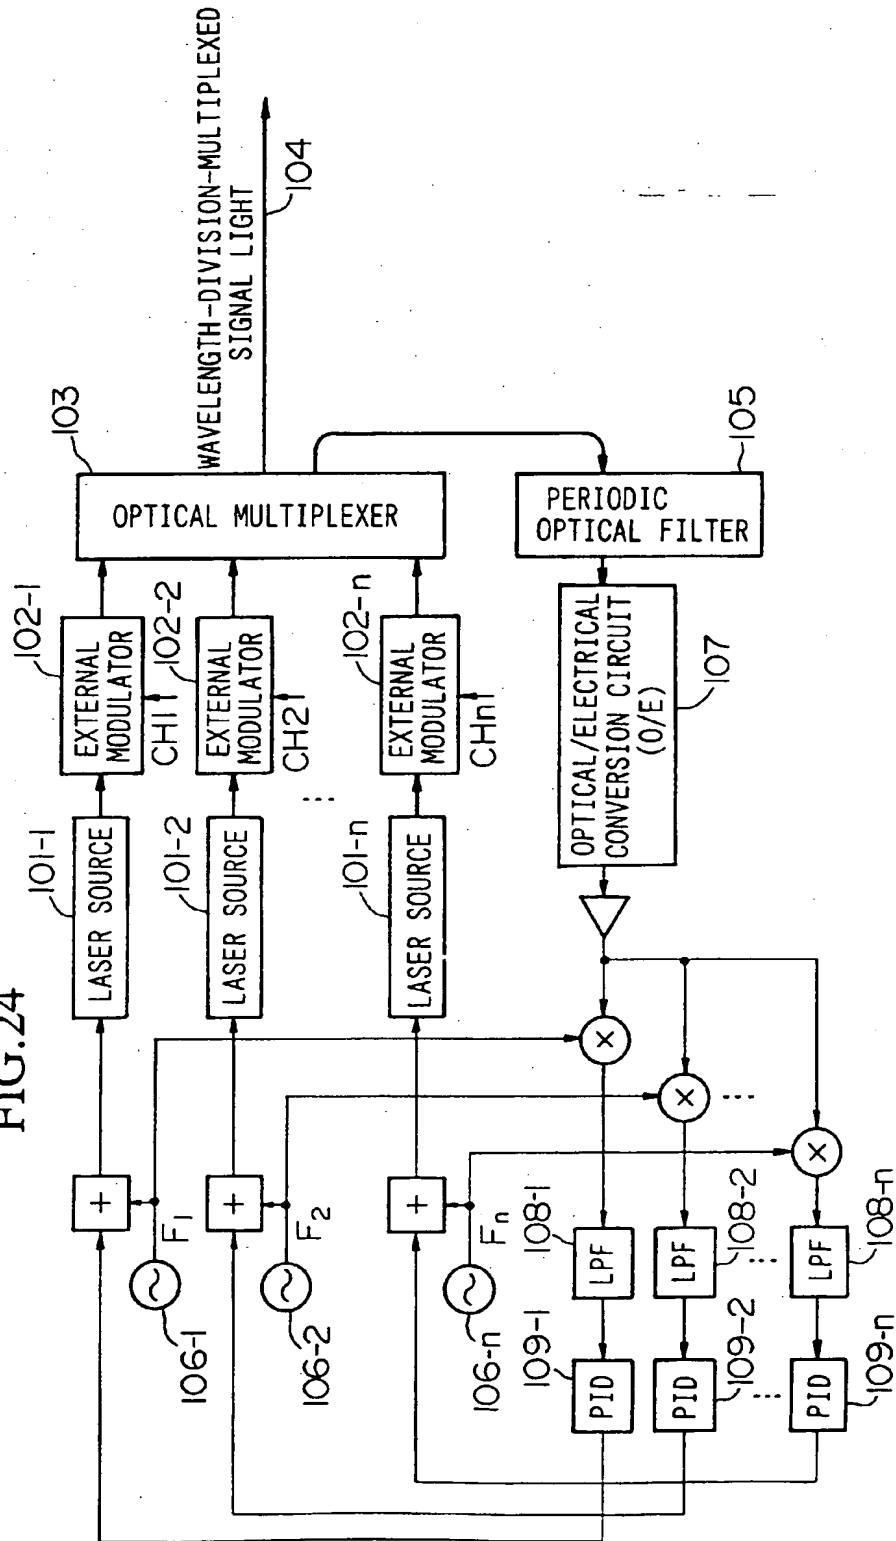 FIG.24
106-1
F1
+
101-1
LASER SOURCE
102-1
EXTERNAL
MODULATOR
CH1
103
OPTICAL MULTIPLEXER
WAVELENGTH-DIVISION-MULTIPLEXED
SIGNAL LIGHT
104
106-2
F2
+
101-2
LASER SOURCE
102-2
EXTERNAL
MODULATOR
CH2
...
106-n
Fn
+
101-n
LASER SOURCE
102-n
EXTERNAL
MODULATOR
CHn
109-1
PID
108-1
LPF
×
OPTICAL/ELECTRICAL
CONVERSION CIRCUIT
(O/E)
107
PERIODIC
OPTICAL FILTER
105
109-2
PID
108-2
LPF
×
...
...
...
109-n
PID
108-n
LPF
×